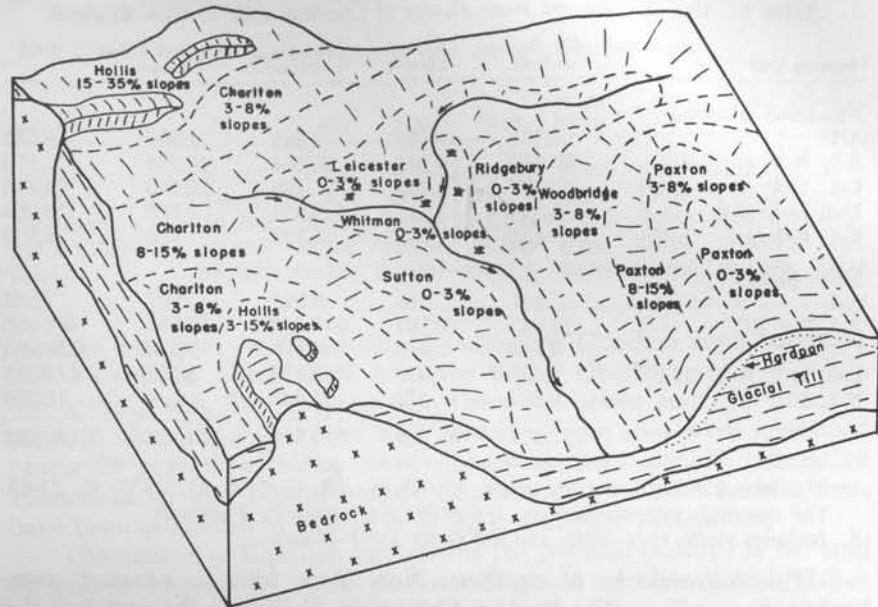 Hollis
15-35% slopes
Charlton
3-8%
slopes
Leicester
0-3% slopes
Ridgebury
0-3%
slopes
Woodbridge
3-8%
slopes
Paxton
3-8% slopes
Whitman
0-3% slopes
Charlton
8-15% slopes
Sutton
0-3%
slopes
Paxton
8-15%
slopes
Paxton
0-3%
slopes
Charlton
3-8%
slopes
Hollis
3-15% slopes
Hardpan
Glacial Till
Bedrock